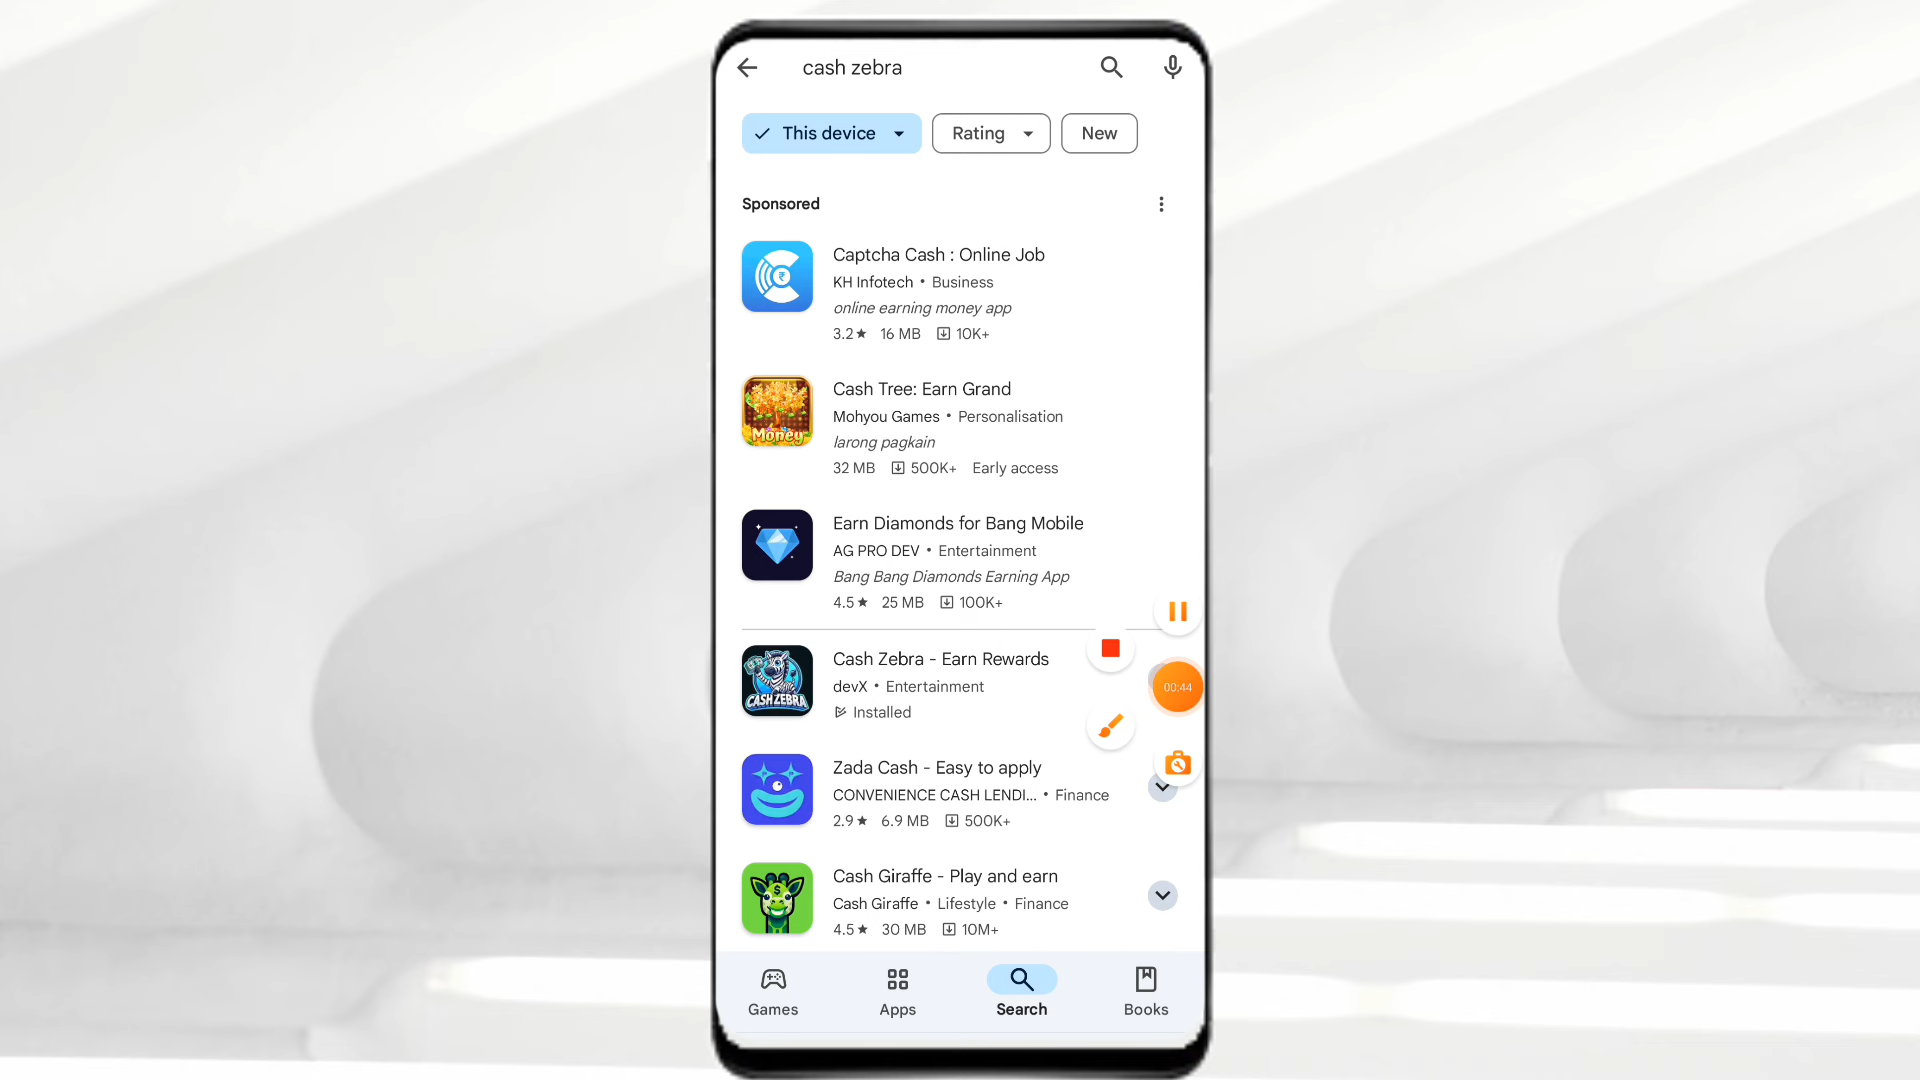 cash zebra
This device
Rating
New
Sponsored
Captcha Cash : Online Job
KH Infotech • Business
online earning money app
3.2★ 16 MB 10K+
Money
Cash Tree: Earn Grand
Mohyou Games • Personalisation
larong pagkain
32 MB 500K+ Early access
Earn Diamonds for Bang Mobile
AG PRO DEV • Entertainment
Bang Bang Diamonds Earning App
4.5★ 25 MB 100K+
CASH ZEBRA
Cash Zebra - Earn Rewards
devX • Entertainment
Installed
00:44
Zada Cash - Easy to apply
CONVENIENCE CASH LENDI... • Finance
2.9★ 6.9 MB 500K+
Cash Giraffe - Play and earn
Cash Giraffe • Lifestyle • Finance
4.5★ 30 MB 10M+
Games
Apps
Search
Books